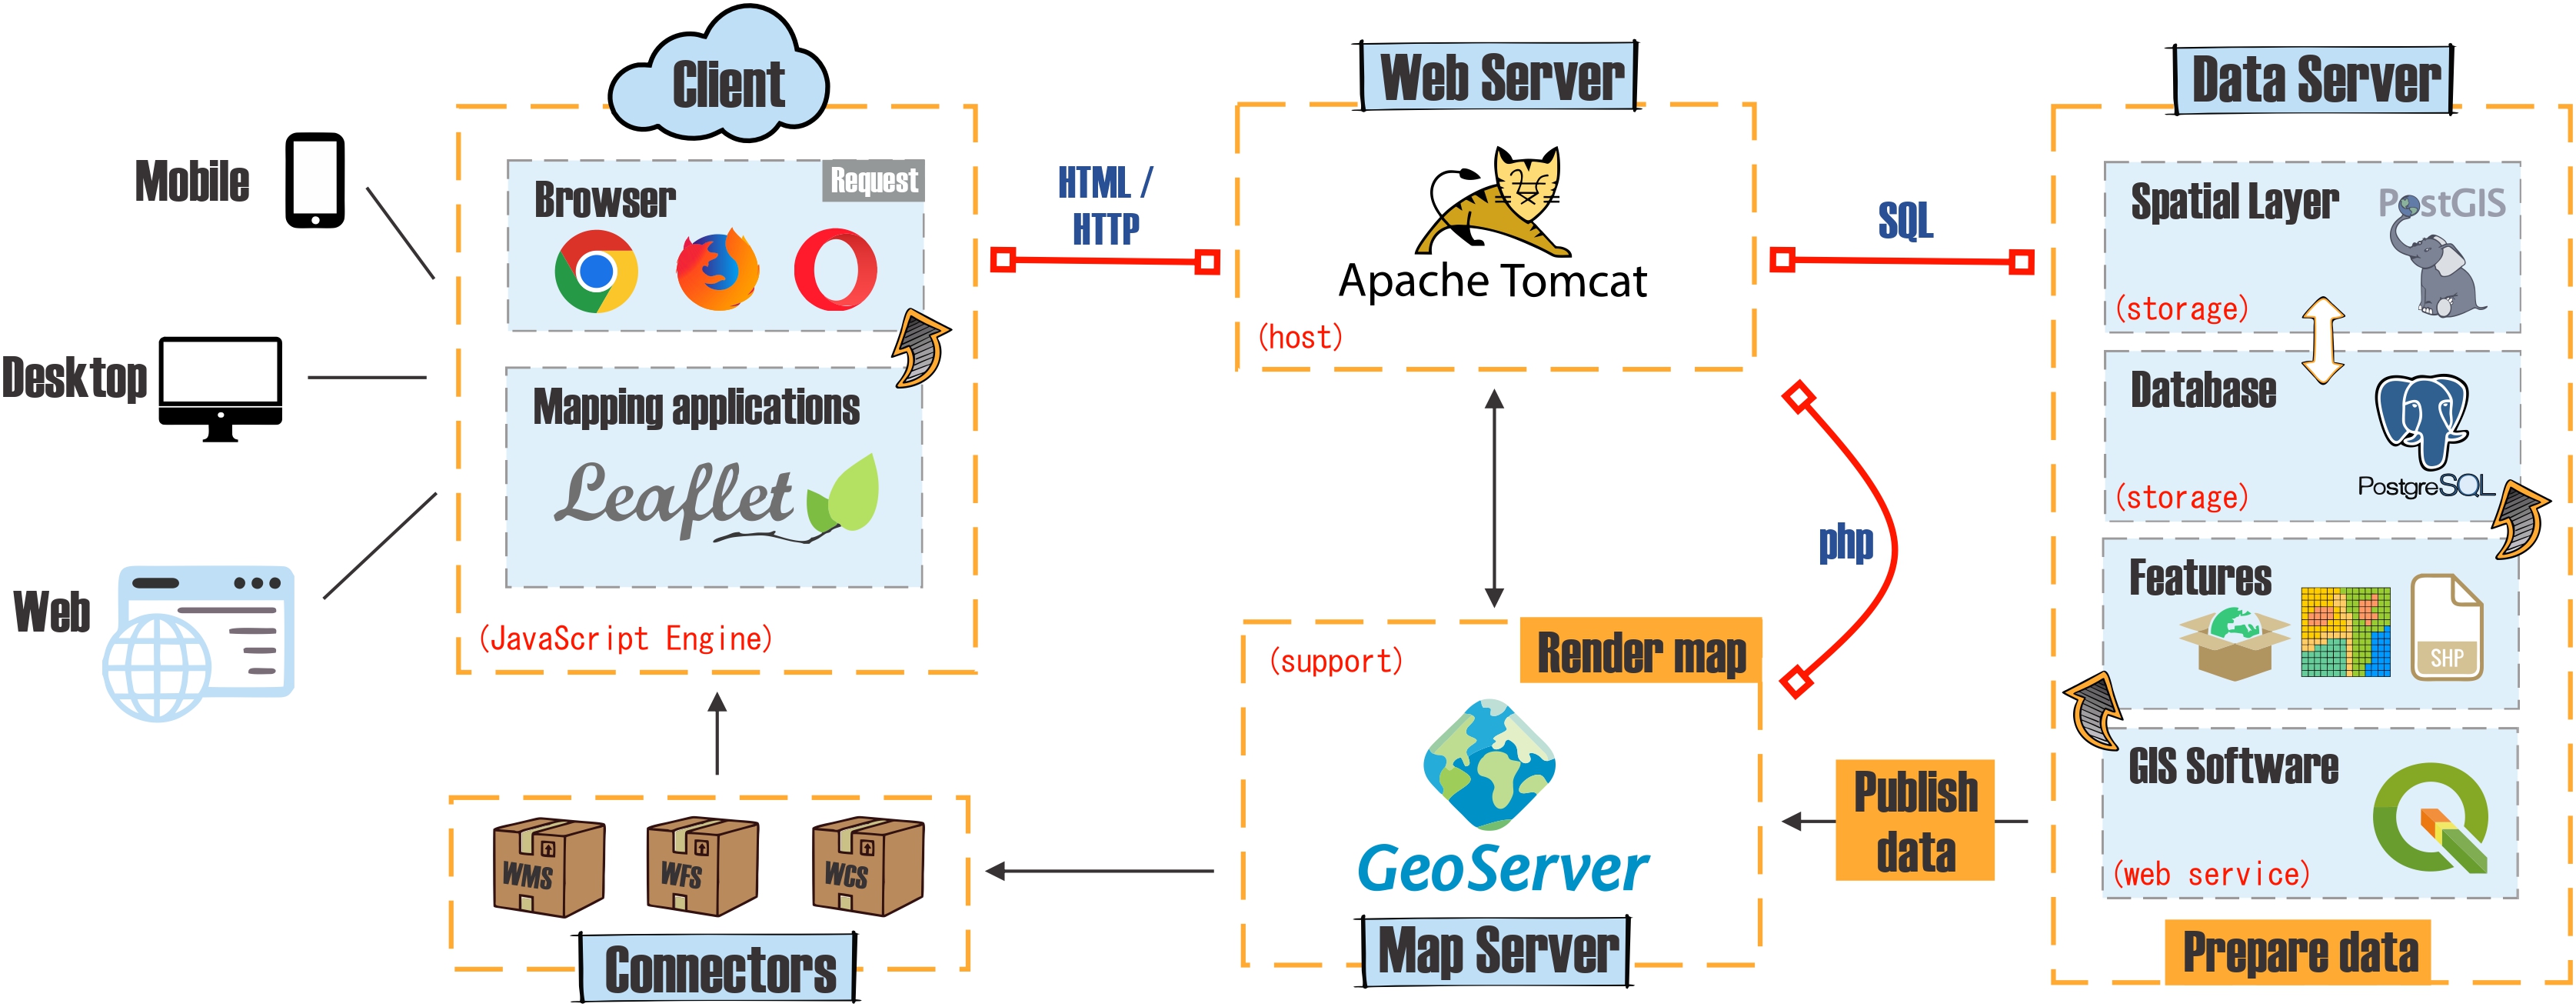 Mobile
Desktop
Web
Client
Browser
Request
Mapping applications
Leaflet
(JavaScript Engine)
WMS
WFS
WCS
Connectors
HTML /
HTTP
Web Server
Apache Tomcat
(host)
SQL
php
(support)
Render map
GeoServer
Map Server
Publish
data
Data Server
Spatial Layer
PostGIS
(storage)
Database
PostgreSQL
(storage)
Features
SHP
GIS Software
(web service)
Prepare data